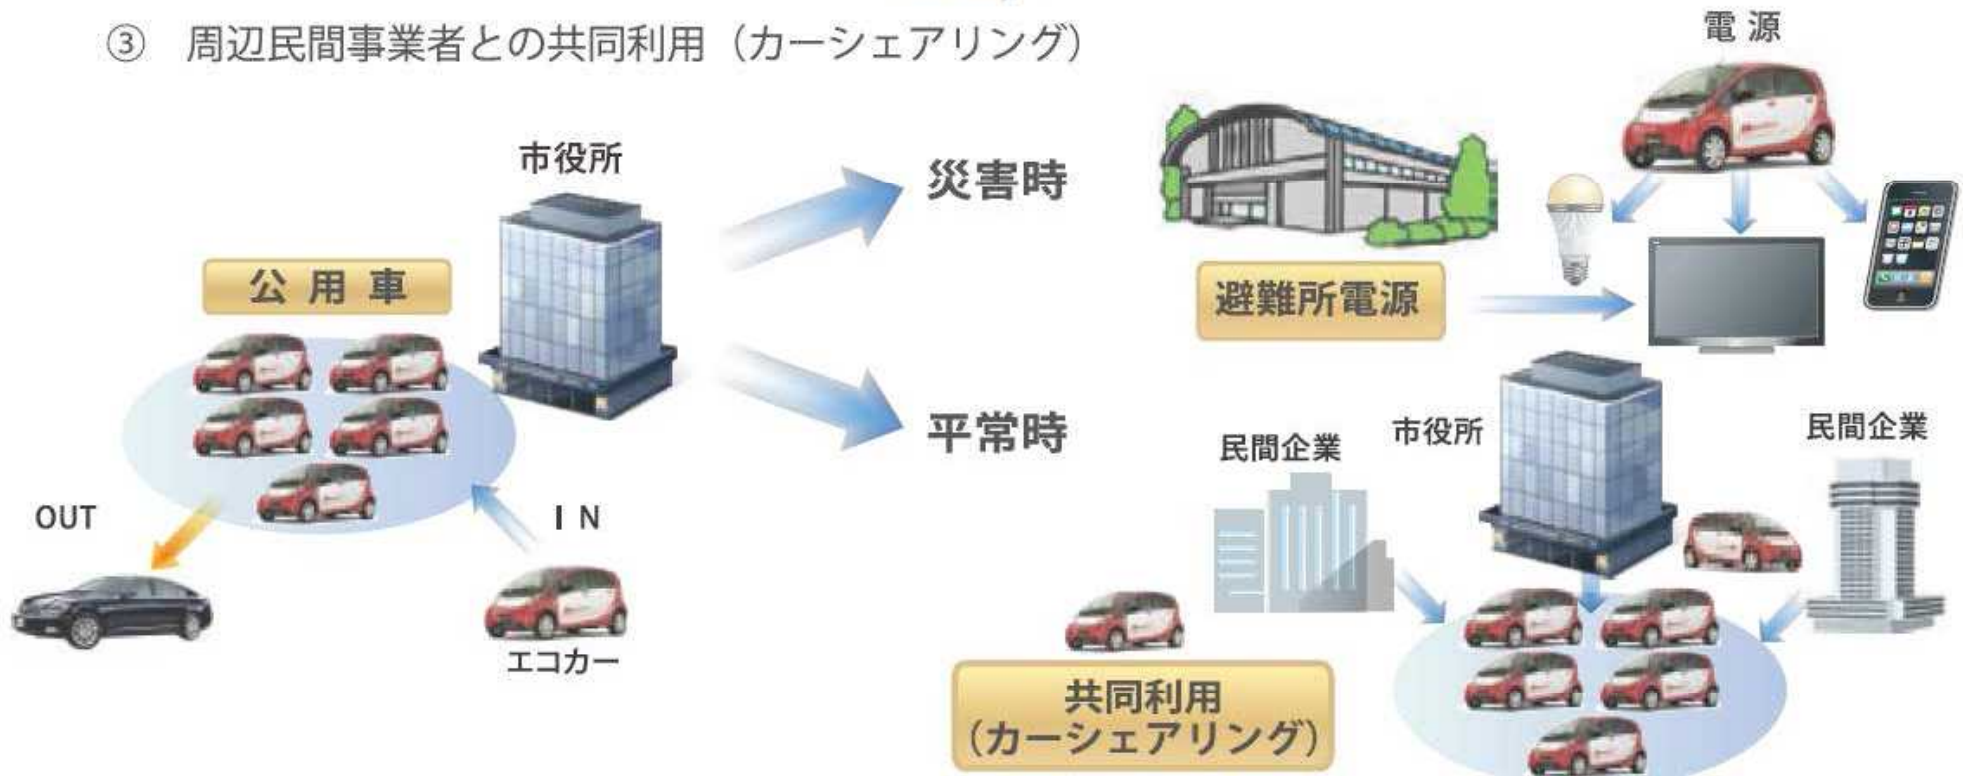 ③ 周辺民間事業者との共同利用（カーシェアリング）
電 源
市役所
災害時
公 用 車
避難所電源
平常時
民間企業
市役所
民間企業
OUT
I N
エコカー
共同利用
（カーシェアリング）